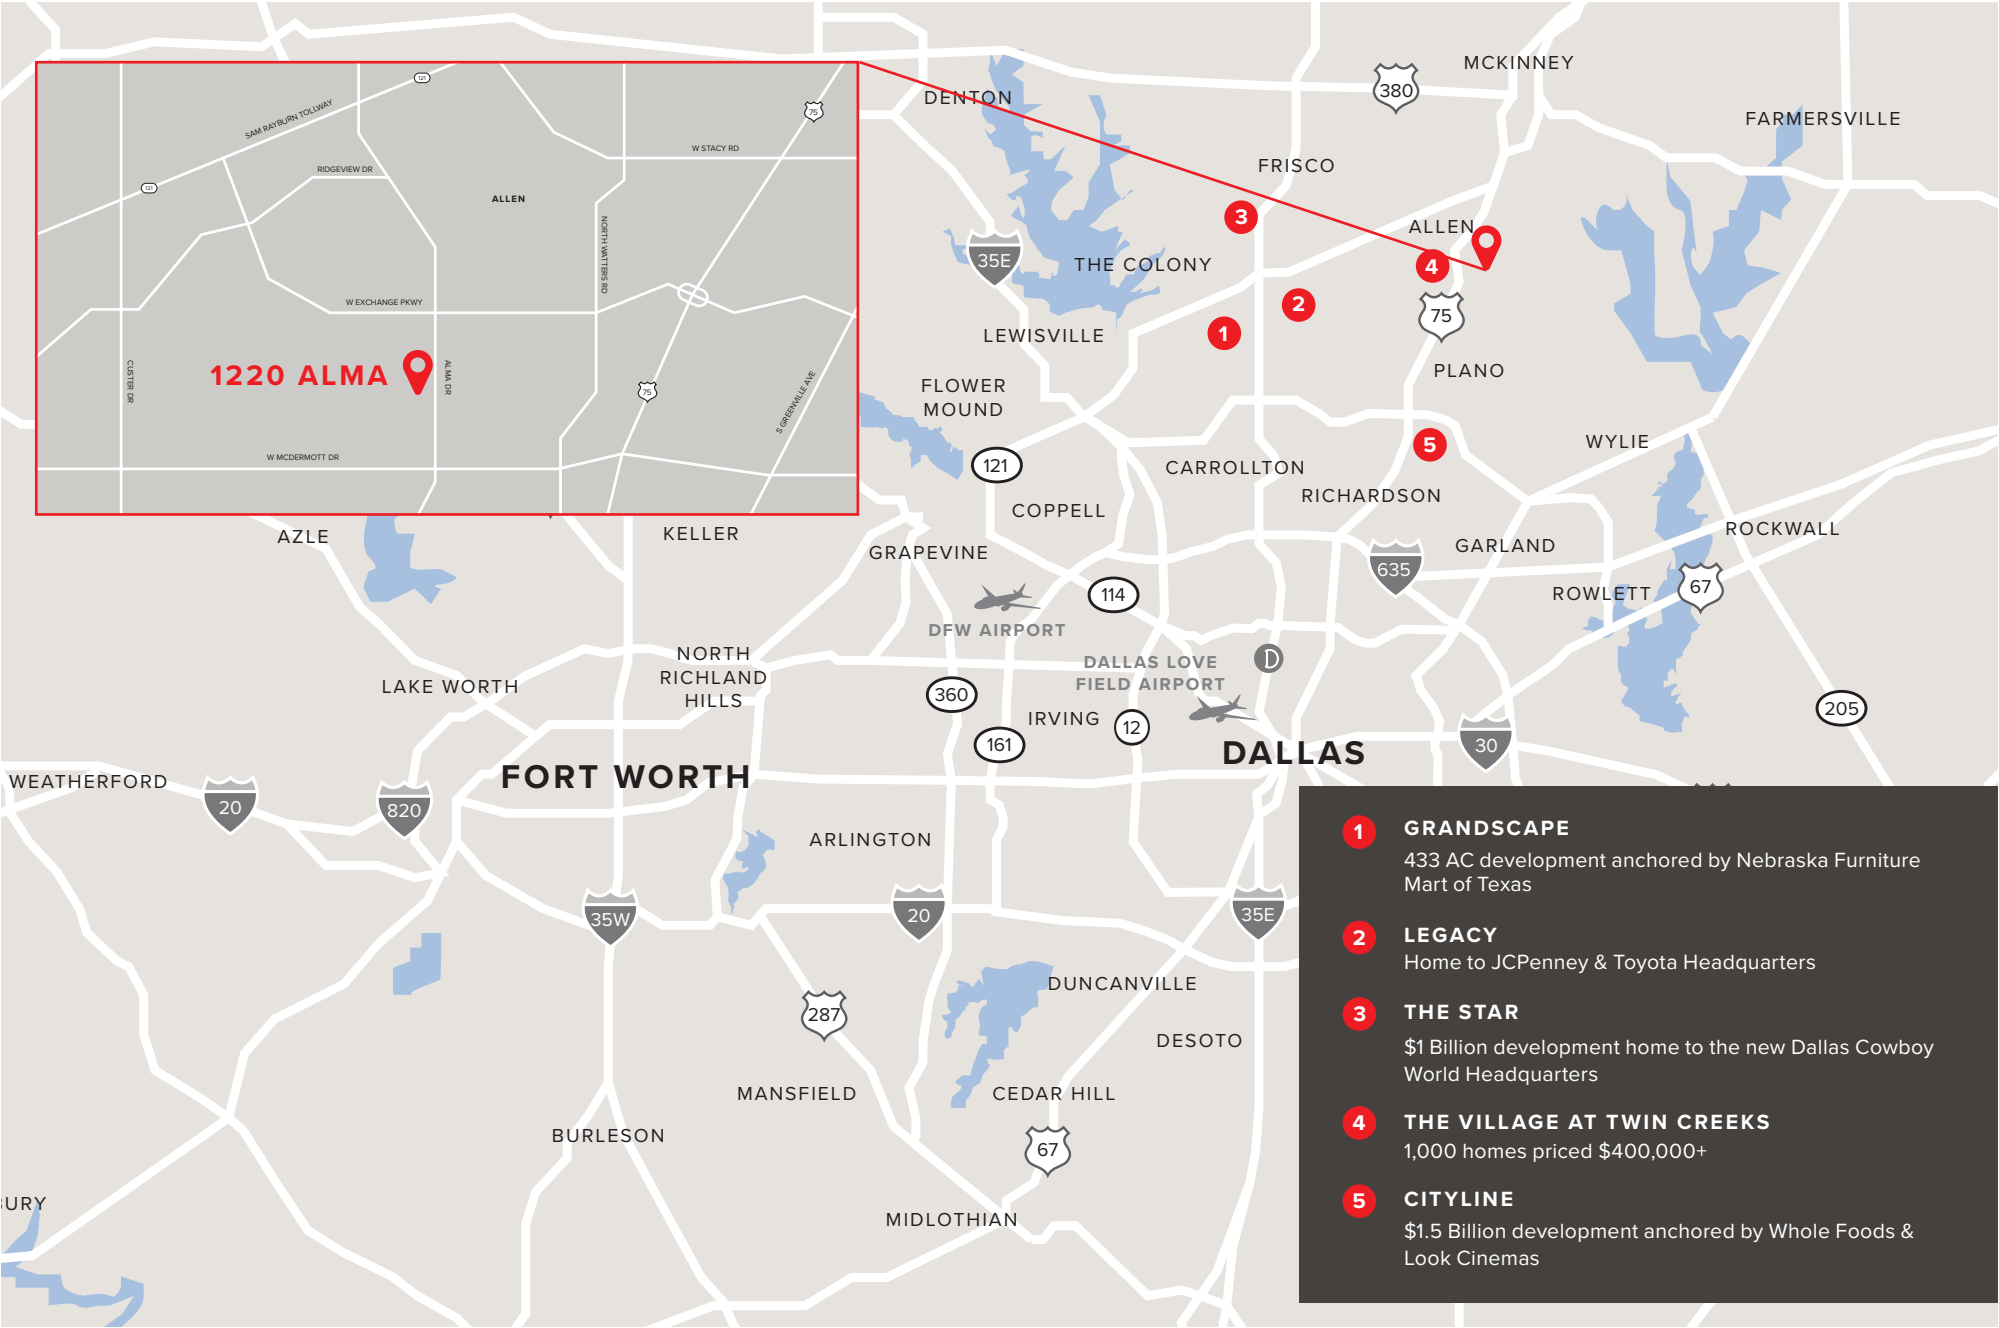 121
SAM RAYBURN TOLLWAY
75
W STACY RD
RIDGEVIEW DR
121
ALLEN
NORTH WATTERS RD
W EXCHANGE PKWY
1220 ALMA
CUSTER DR
ALMA DR
75
S GREENVILLE AVE
W MCDERMOTT DR
MCKINNEY
380
DENTON
FARMERSVILLE
FRISCO
3
ALLEN
35E
THE COLONY
4
2
75
1
LEWISVILLE
PLANO
FLOWER
MOUND
5
WYLIE
121
CARROLLTON
RICHARDSON
COPPELL
ROCKWALL
AZLE
KELLER
GRAPEVINE
GARLAND
635
67
ROWLETT
114
DFW AIRPORT
NORTH
RICHLAND
HILLS
DALLAS LOVE
FIELD AIRPORT
D
LAKE WORTH
360
205
IRVING
12
161
30
DALLAS
FORT WORTH
WEATHERFORD
20
820
ARLINGTON
35W
20
35E
DUNCANVILLE
287
DESOTO
MANSFIELD
CEDAR HILL
BURLESON
67
BURY
MIDLOTHIAN
1
GRANDSCAPE
433 AC development anchored by Nebraska Furniture
Mart of Texas
2
LEGACY
Home to JCPenney & Toyota Headquarters
3
THE STAR
$1 Billion development home to the new Dallas Cowboy
World Headquarters
4
THE VILLAGE AT TWIN CREEKS
1,000 homes priced $400,000+
5
CITYLINE
$1.5 Billion development anchored by Whole Foods &
Look Cinemas